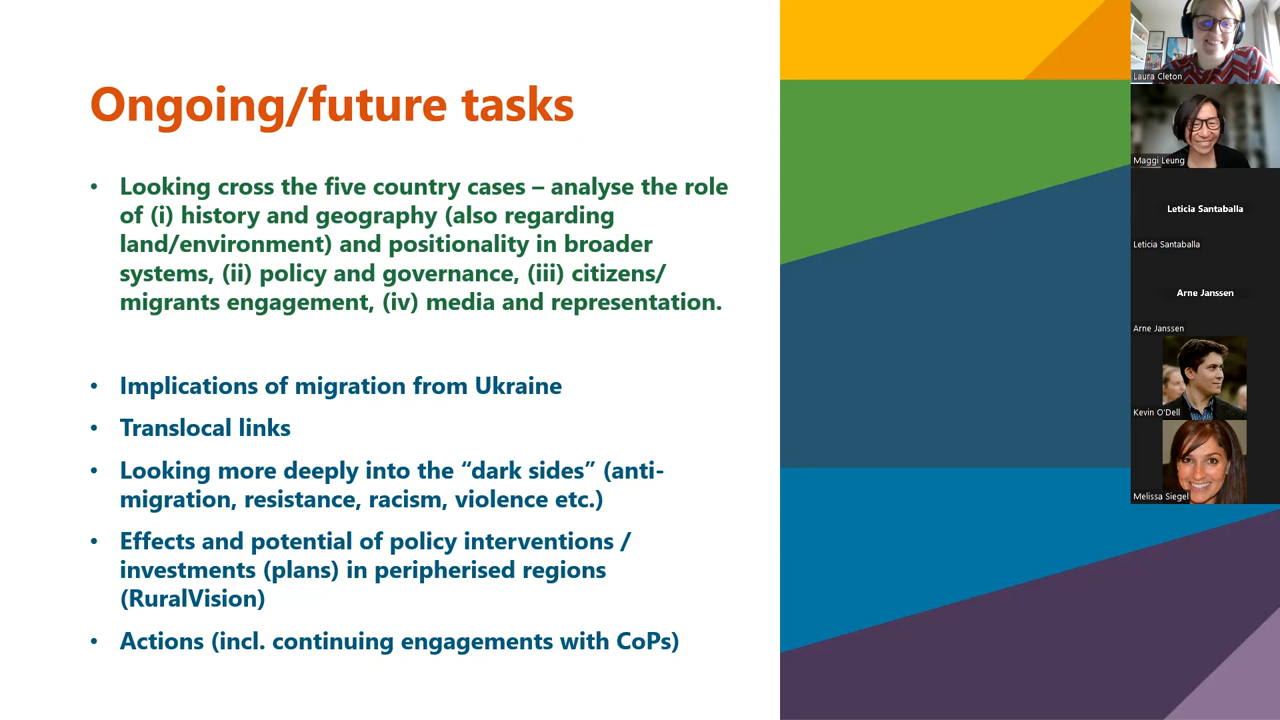 Ongoing/future tasks
• Looking cross the five country cases – analyse the role
of (i) history and geography (also regarding
land/environment) and positionality in broader
systems, (ii) policy and governance, (iii) citizens/
migrants engagement, (iv) media and representation.
• Implications of migration from Ukraine
• Translocal links
• Looking more deeply into the “dark sides” (anti-
migration, resistance, racism, violence etc.)
• Effects and potential of policy interventions /
investments (plans) in peripherised regions
(RuralVision)
• Actions (incl. continuing engagements with CoPs)
Laura Cleton
Maggi Leung
Leticia Santaballa
Leticia Santaballa
Arne Janssen
Arne Janssen
Kevin O'Dell
Melissa Siegel